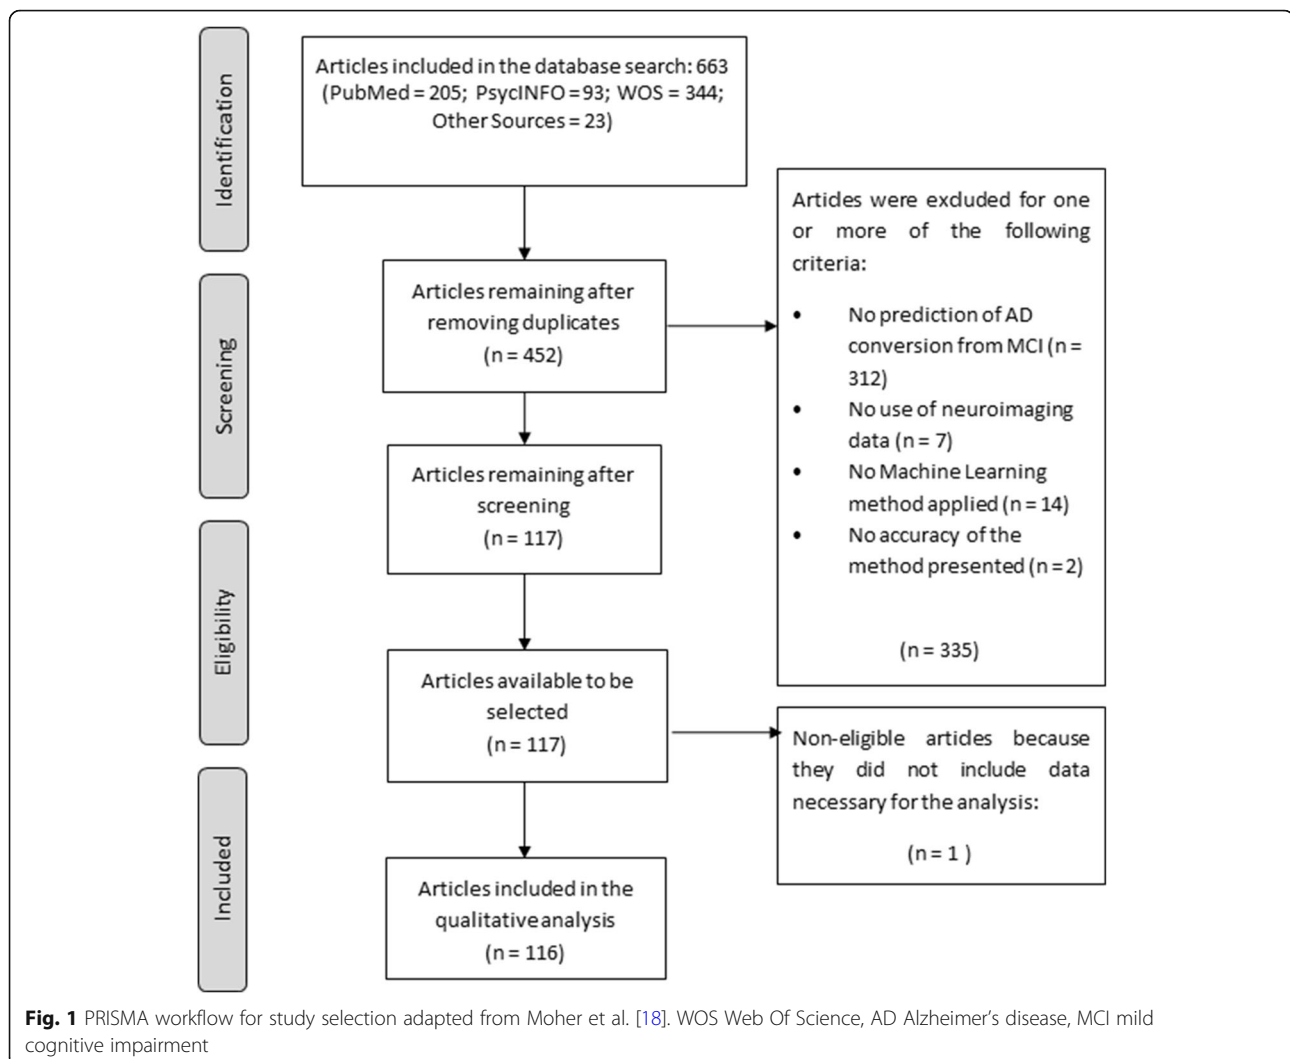 Identification
Articles included in the database search: 663
(PubMed = 205; PsycINFO = 93; WOS = 344;
Other Sources = 23)
Screening
Articles remaining after
removing duplicates
(n = 452)
Articles were excluded for one
or more of the following
criteria:
• No prediction of AD
conversion from MCI (n =
312)
• No use of neuroimaging
data (n = 7)
• No Machine Learning
method applied (n = 14)
• No accuracy of the
method presented (n = 2)
(n = 335)
Articles remaining after
screening
(n = 117)
Eligibility
Articles available to be
selected
(n = 117)
Non-eligible articles because
they did not include data
necessary for the analysis:
(n = 1 )
Included
Articles included in the
qualitative analysis
(n = 116)
Fig. 1 PRISMA workflow for study selection adapted from Moher et al. [18]. WOS Web Of Science, AD Alzheimer's disease, MCI mild
cognitive impairment